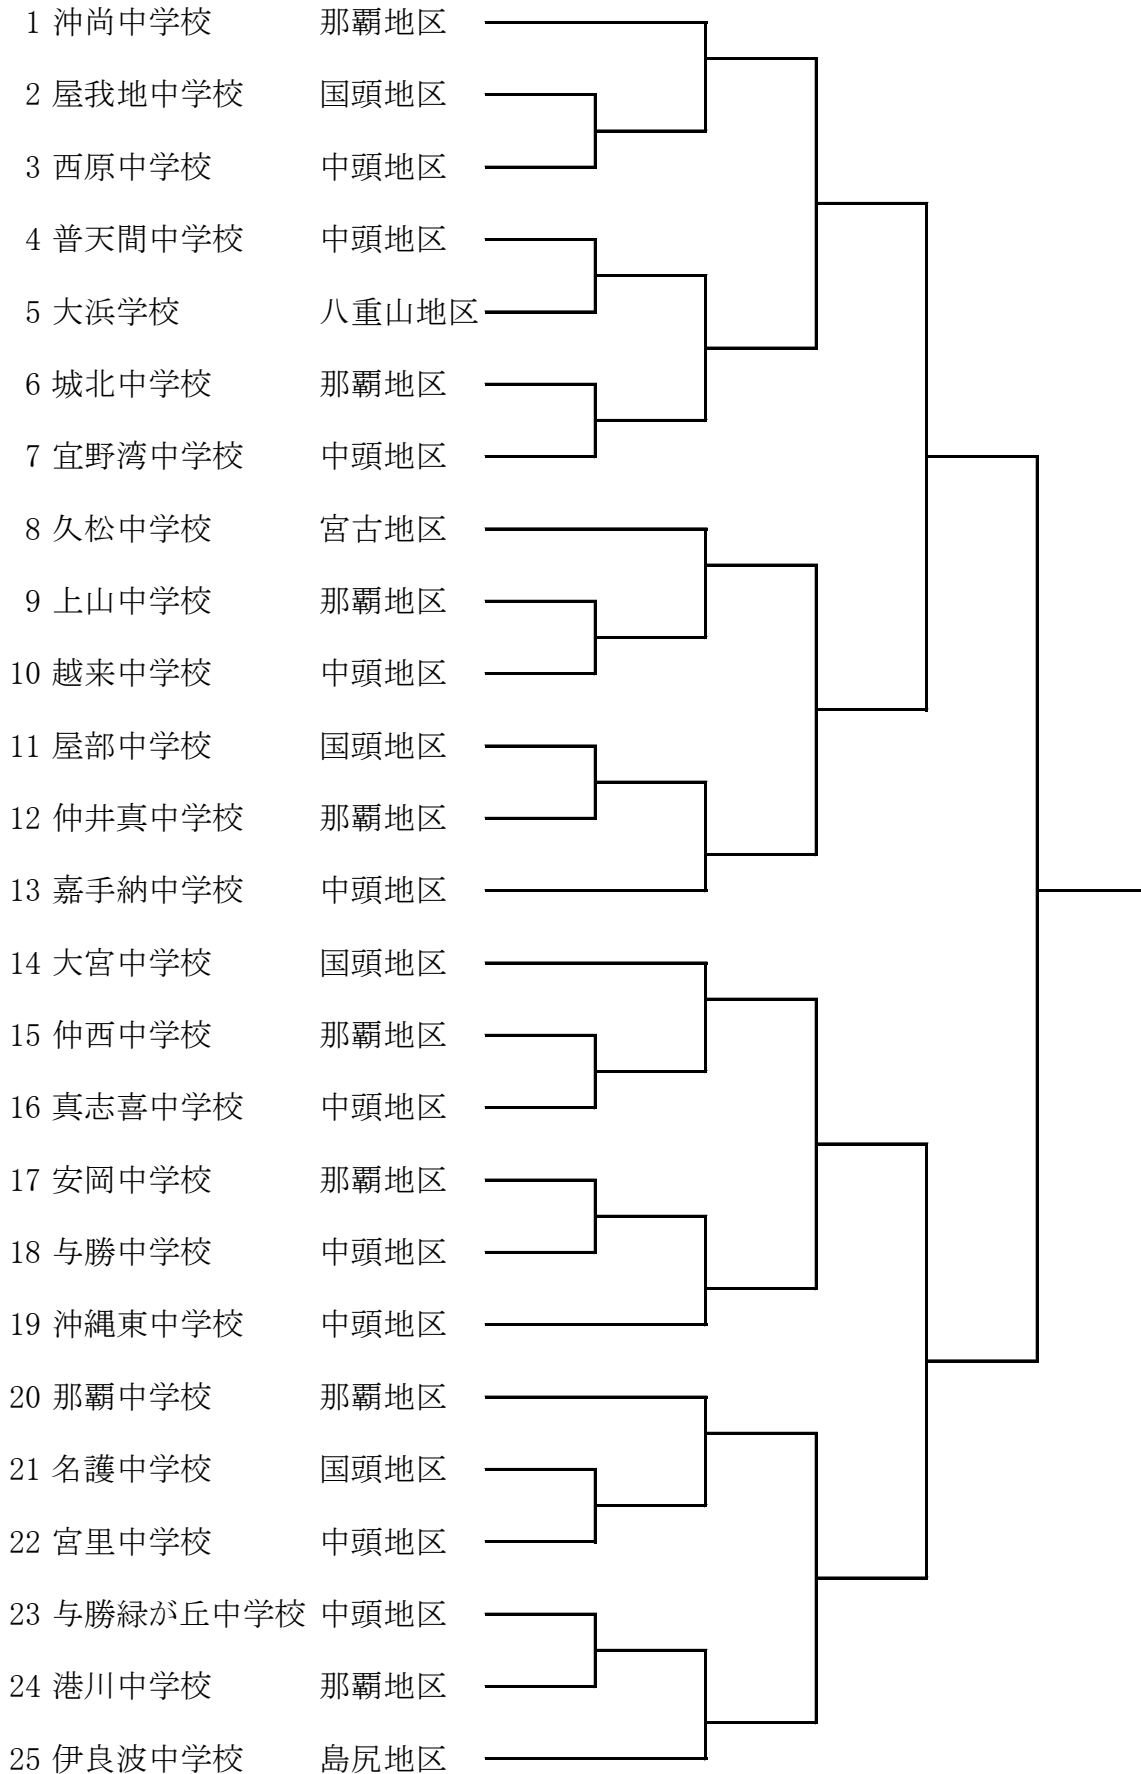 1 沖尚中学校 那覇地区
2 屋我地中学校 国頭地区
3 西原中学校 中頭地区
4 普天間中学校 中頭地区
5 大浜学校 八重山地区
6 城北中学校 那覇地区
7 宜野湾中学校 中頭地区
8 久松中学校 宮古地区
9 上山中学校 那覇地区
10 越来中学校 中頭地区
11 屋部中学校 国頭地区
12 仲井真中学校 那覇地区
13 嘉手納中学校 中頭地区
14 大宮中学校 国頭地区
15 仲西中学校 那覇地区
16 真志喜中学校 中頭地区
17 安岡中学校 那覇地区
18 与勝中学校 中頭地区
19 沖縄東中学校 中頭地区
20 那覇中学校 那覇地区
21 名護中学校 国頭地区
22 宮里中学校 中頭地区
23 与勝緑が丘中学校 中頭地区
24 港川中学校 那覇地区
25 伊良波中学校 島尻地区